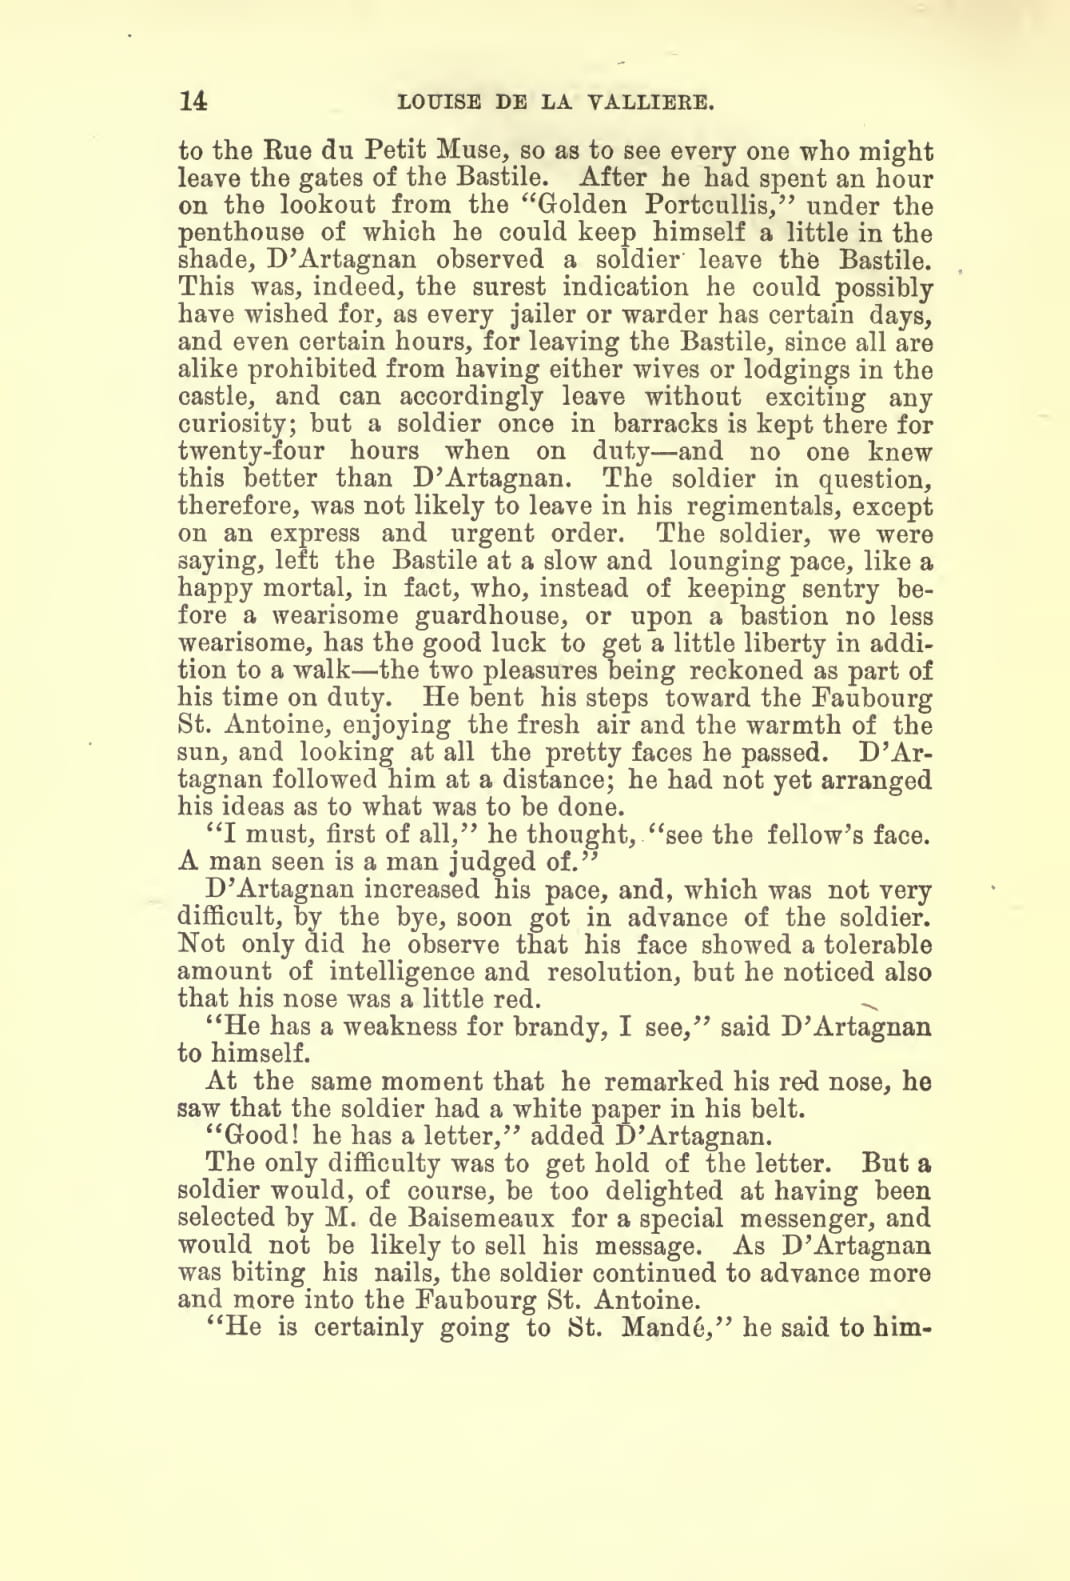 14 LOUISE DE LA VALLIERE.
to the Rue du Petit Muse, so as to see every one who might
leave the gates of the Bastile. After he had spent an hour
on the lookout from the “Golden Portcullis,” under the
penthouse of which he could keep himself a little in the
shade, D’Artagnan observed a soldier leave the Bastile.
This was, indeed, the surest indication he could possibly
have wished for, as every jailer or warder has certain days,
and even certain hours, for leaving the Bastile, since all are
alike prohibited from having either wives or lodgings in the
castle, and can accordingly leave without exciting any
curiosity; but a soldier once in barracks is kept there for
twenty-four hours when on duty—and no one knew
this better than D’Artagnan. The soldier in question,
therefore, was not likely to leave in his regimentals, except
on an express and urgent order. The soldier, we were
saying, left the Bastile at a slow and lounging pace, like a
happy mortal, in fact, who, instead of keeping sentry be-
fore a wearisome guardhouse, or upon a bastion no less
wearisome, has the good luck to get a little liberty in addi-
tion to a walk—the two pleasures being reckoned as part of
his time on duty. He bent his steps toward the Faubourg
St. Antoine, enjoying the fresh air and the warmth of the
sun, and looking at all the pretty faces he passed. D’Ar-
tagnan followed him at a distance; he had not yet arranged
his ideas as to what was to be done.
“I must, first of all,” he thought, “see the fellow’s face.
A man seen is a man judged of.”
D’Artagnan increased his pace, and, which was not very
difficult, by the bye, soon got in advance of the soldier.
Not only did he observe that his face showed a tolerable
amount of intelligence and resolution, but he noticed also
that his nose was a little red.
“He has a weakness for brandy, I see,” said D’Artagnan
to himself.
At the same moment that he remarked his red nose, he
saw that the soldier had a white paper in his belt.
“Good! he has a letter,” added D’Artagnan.
The only difficulty was to get hold of the letter. But a
soldier would, of course, be too delighted at having been
selected by M. de Baisemeaux for a special messenger, and
would not be likely to sell his message. As D’Artagnan
was biting his nails, the soldier continued to advance more
and more into the Faubourg St. Antoine.
“He is certainly going to St. Mandé,” he said to him-